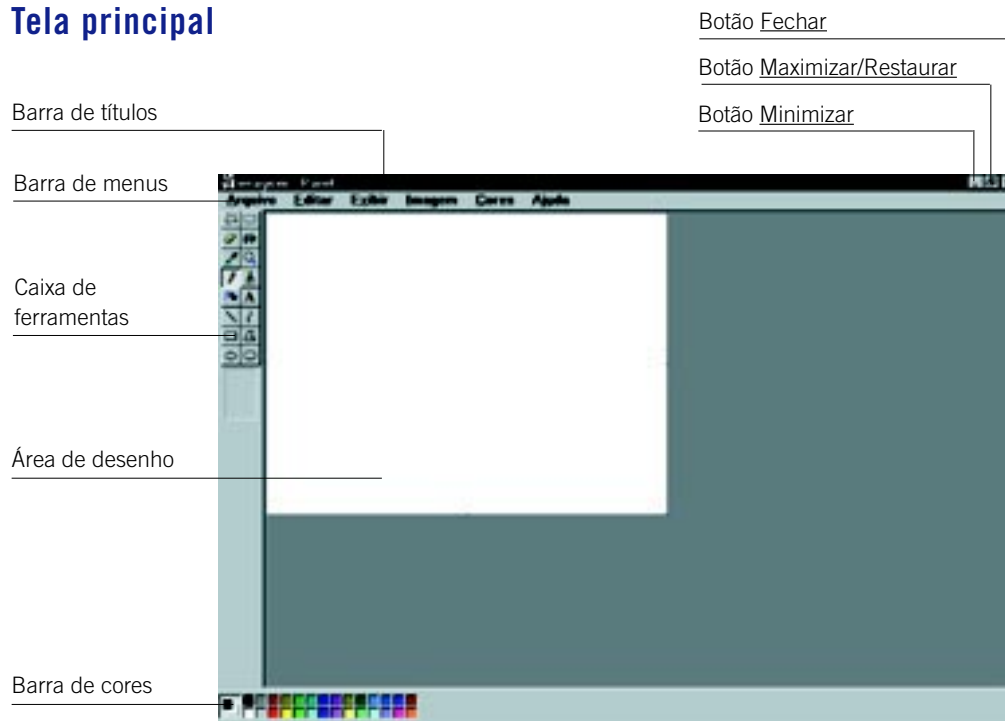 Tela principal
Botão Fechar
Botão Maximizar/Restaurar
Botão Minimizar
Barra de títulos
Barra de menus
Arquivo Editar Exibir Imagem Cores Ajuda
Caixa de
ferramentas
A
Área de desenho
Barra de cores